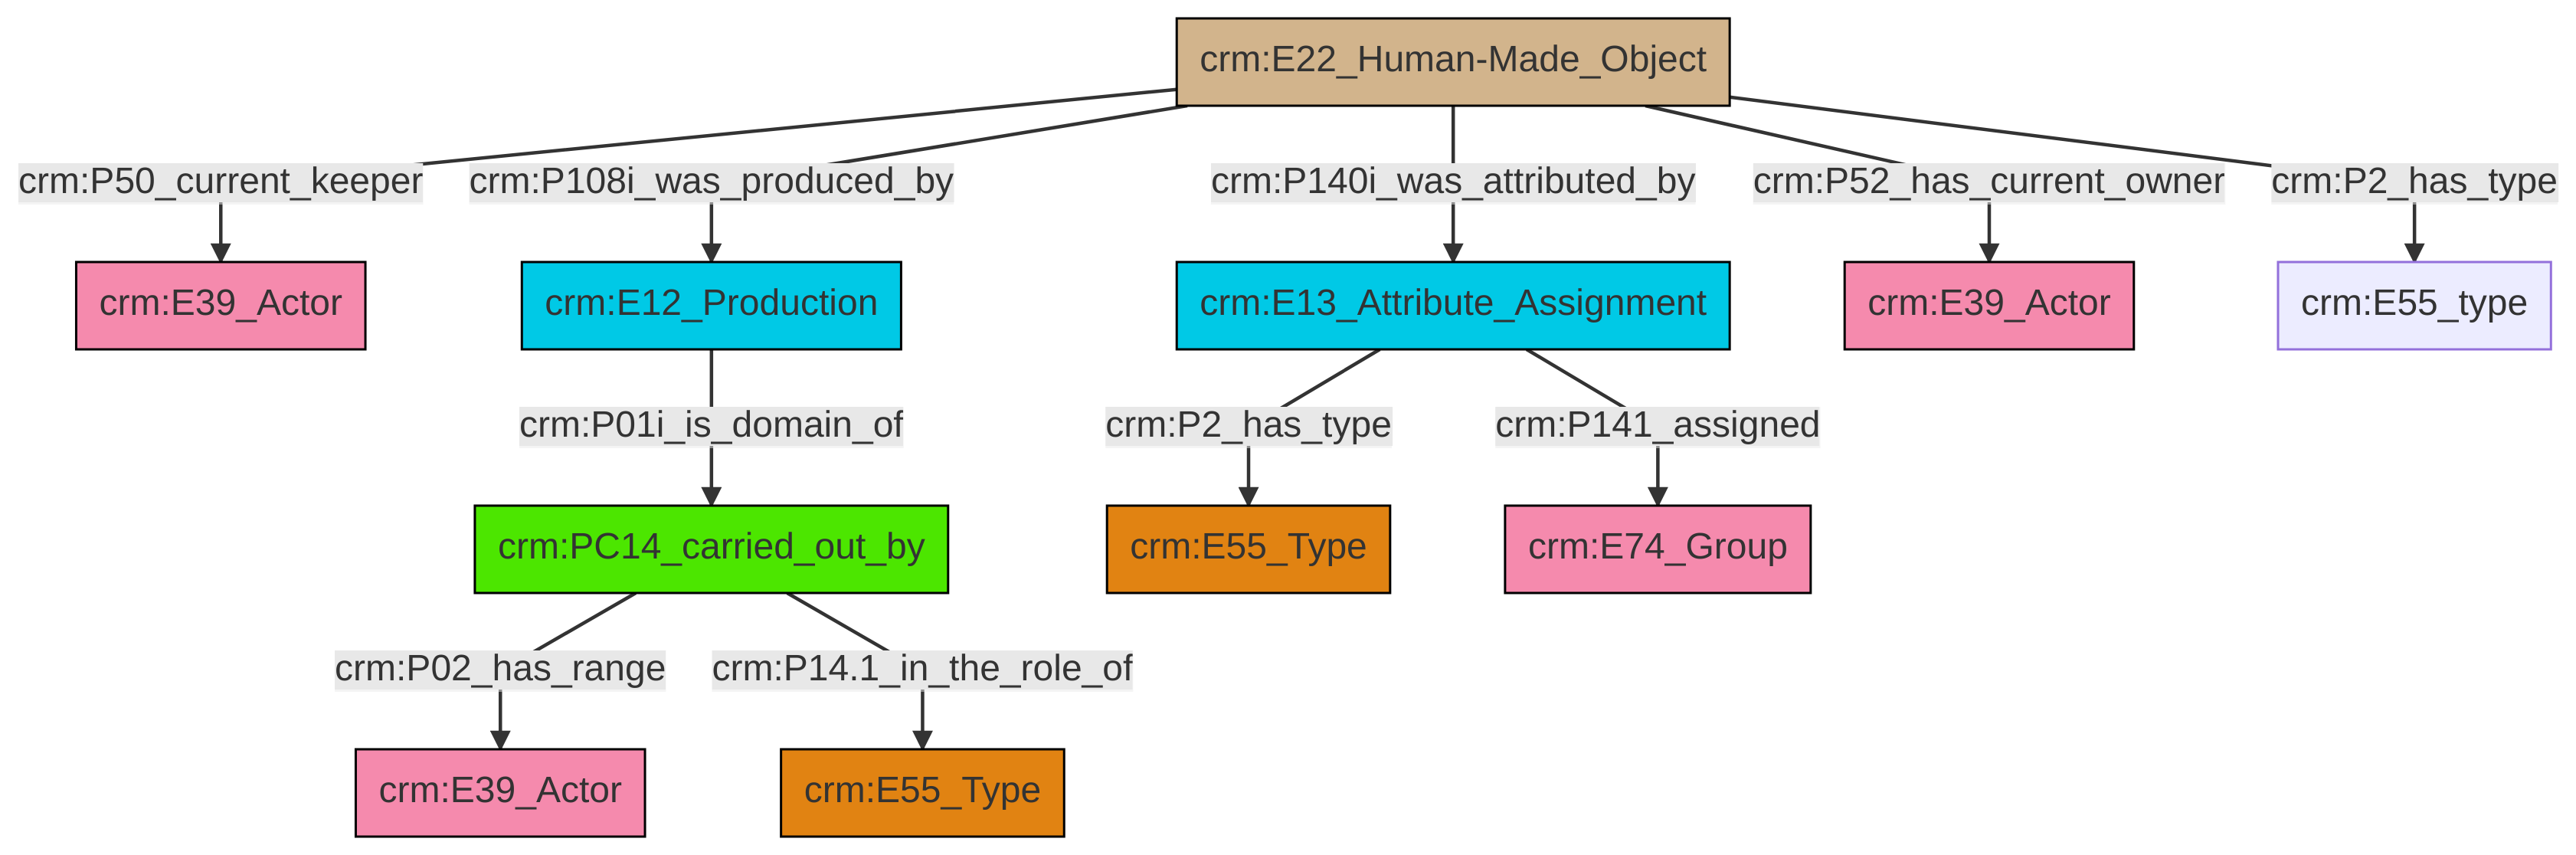 crm:E22_Human-Made_Object
crm:P50_current_keeper
crm:P108i_was_produced_by
crm:P140i_was_attributed_by
crm:P52_has_current_owner
crm:P2_has_type
crm:E39_Actor
crm:E12_Production
crm:E13_Attribute_Assignment
crm:E39_Actor
crm:E55_type
crm:P01i_is_domain_of
crm:P2_has_type
crm:P141_assigned
crm:PC14_carried_out_by
crm:E55_Type
crm:E74_Group
crm:P02_has_range
crm:P14.1_in_the_role_of
crm:E39_Actor
crm:E55_Type